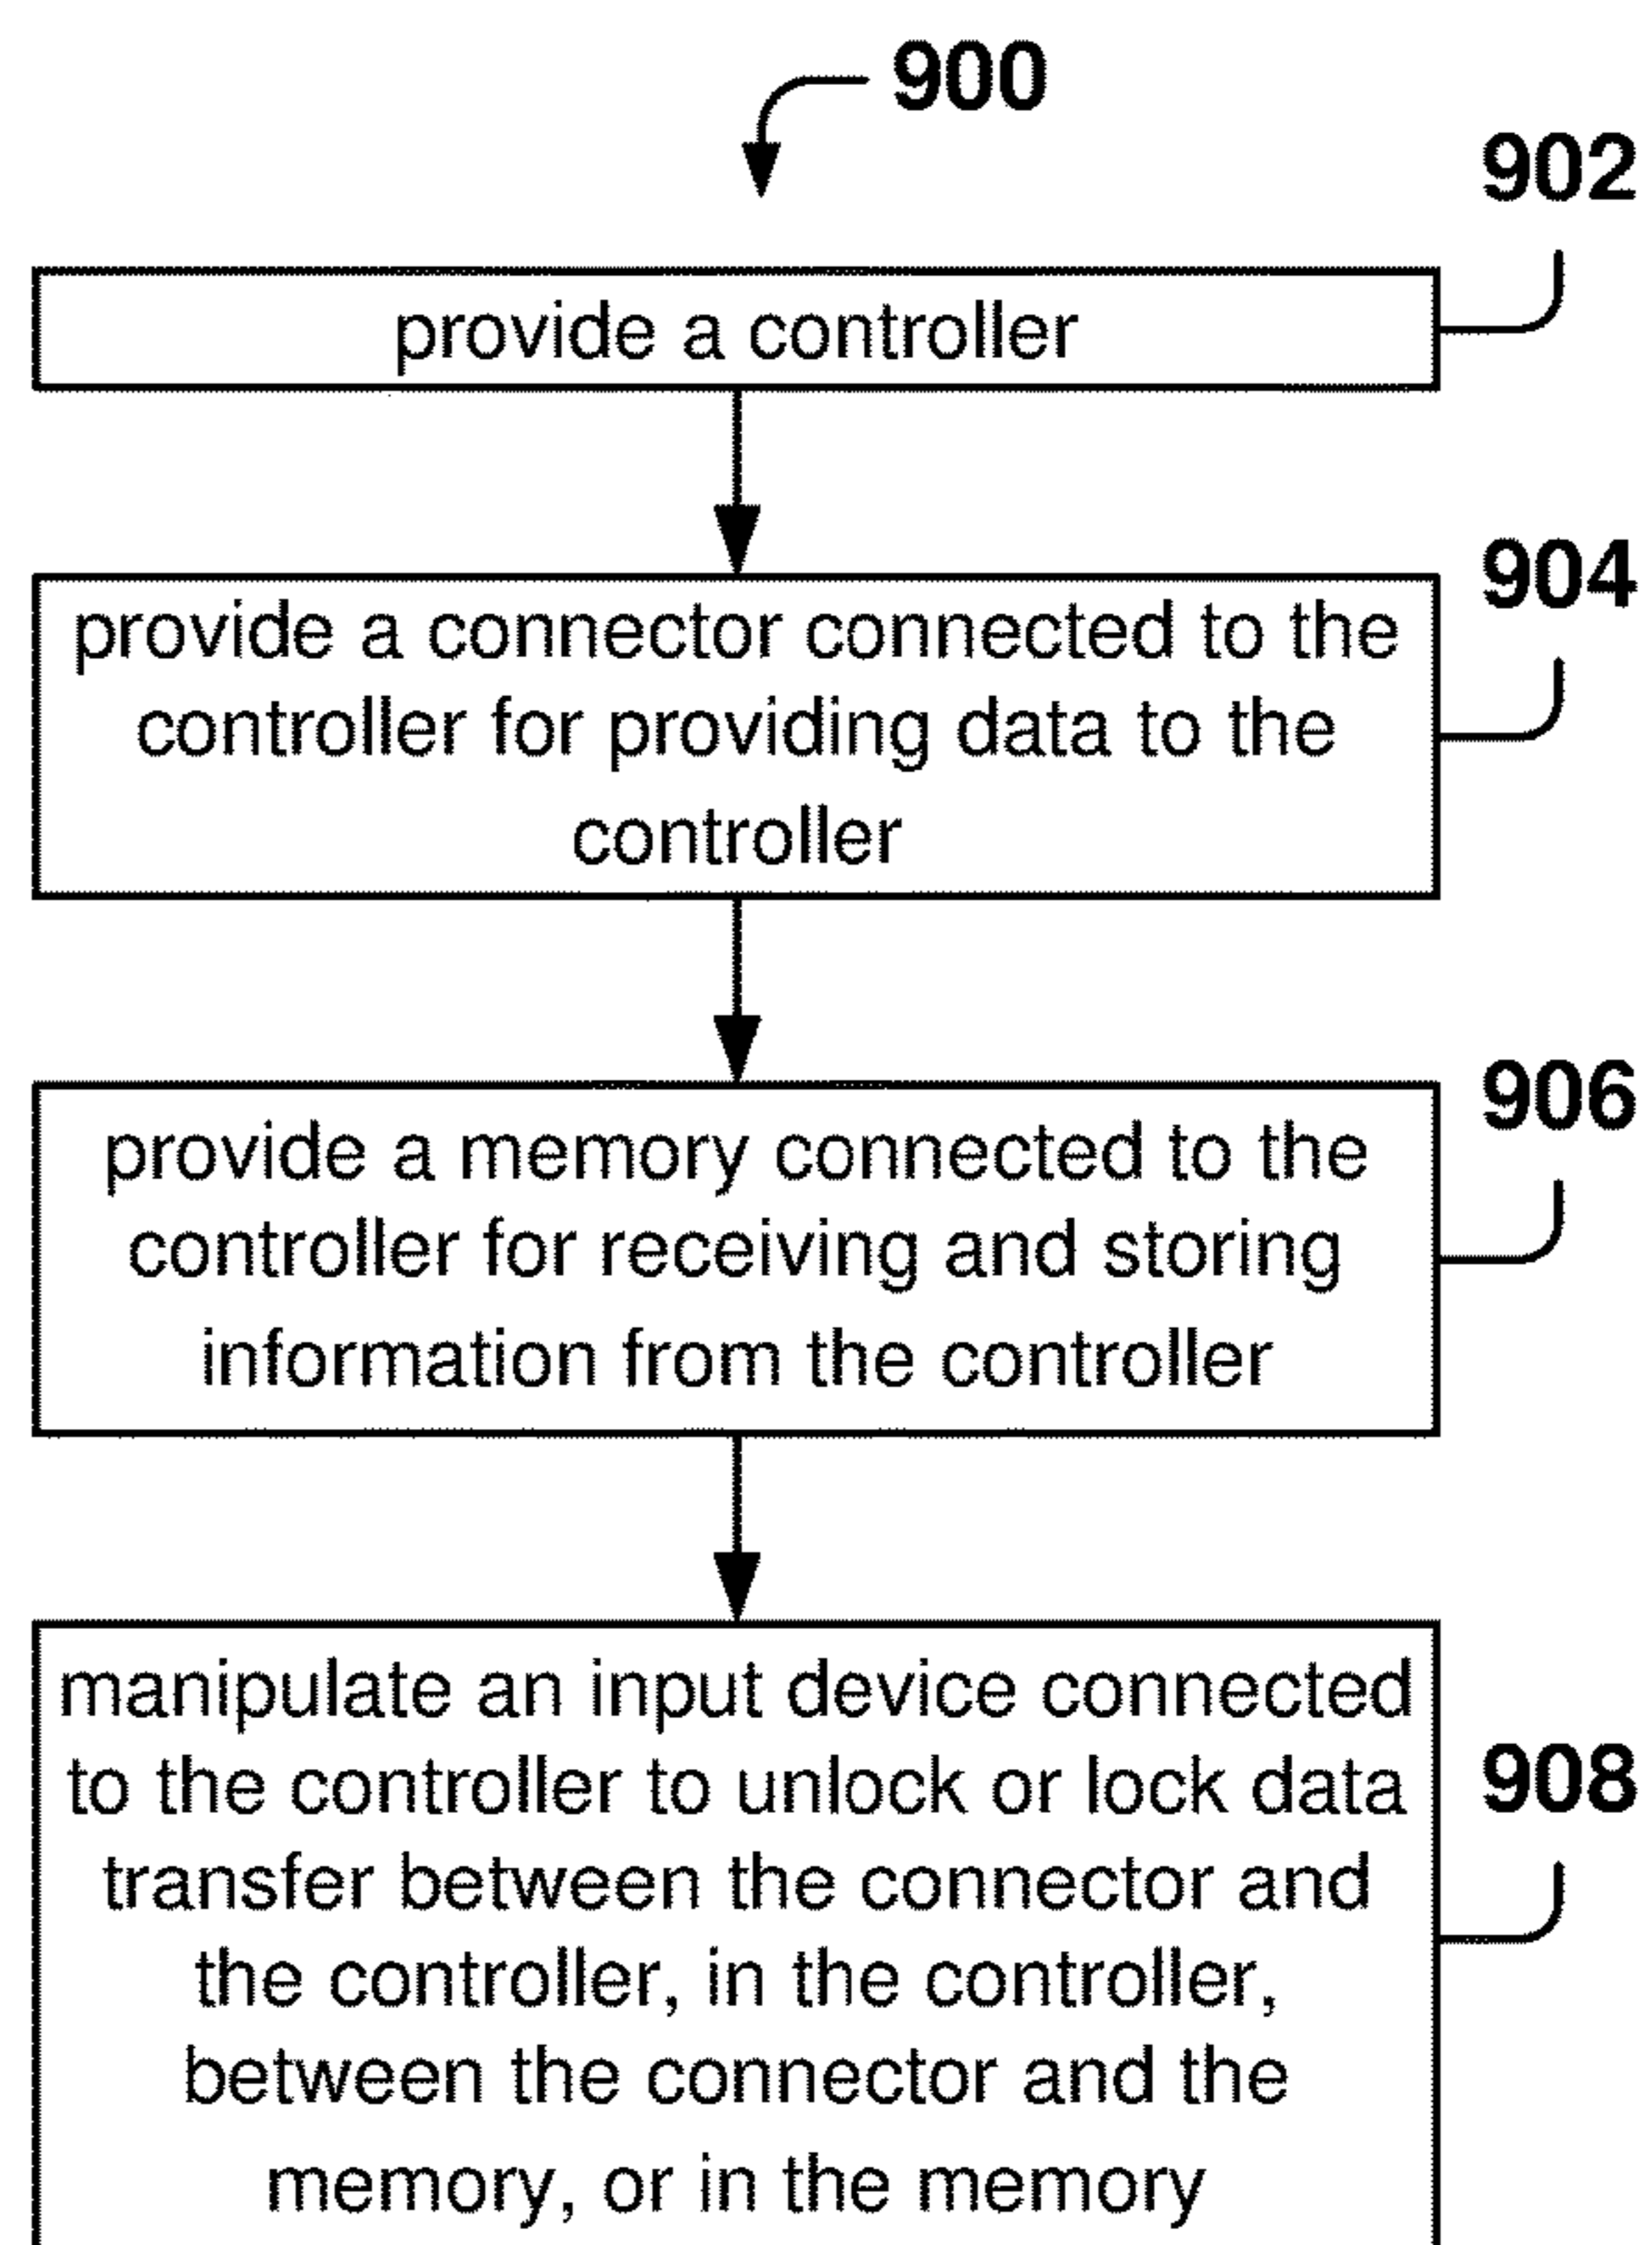 900
902
provide a controller
904
provide a connector connected to the
controller for providing data to the
controller
906
provide a memory connected to the
controller for receiving and storing
information from the controller
manipulate an input device connected
to the controller to unlock or lock data
908
transfer between the connector and
the controller, in the controller,
between the connector and the
memory, or in the memory